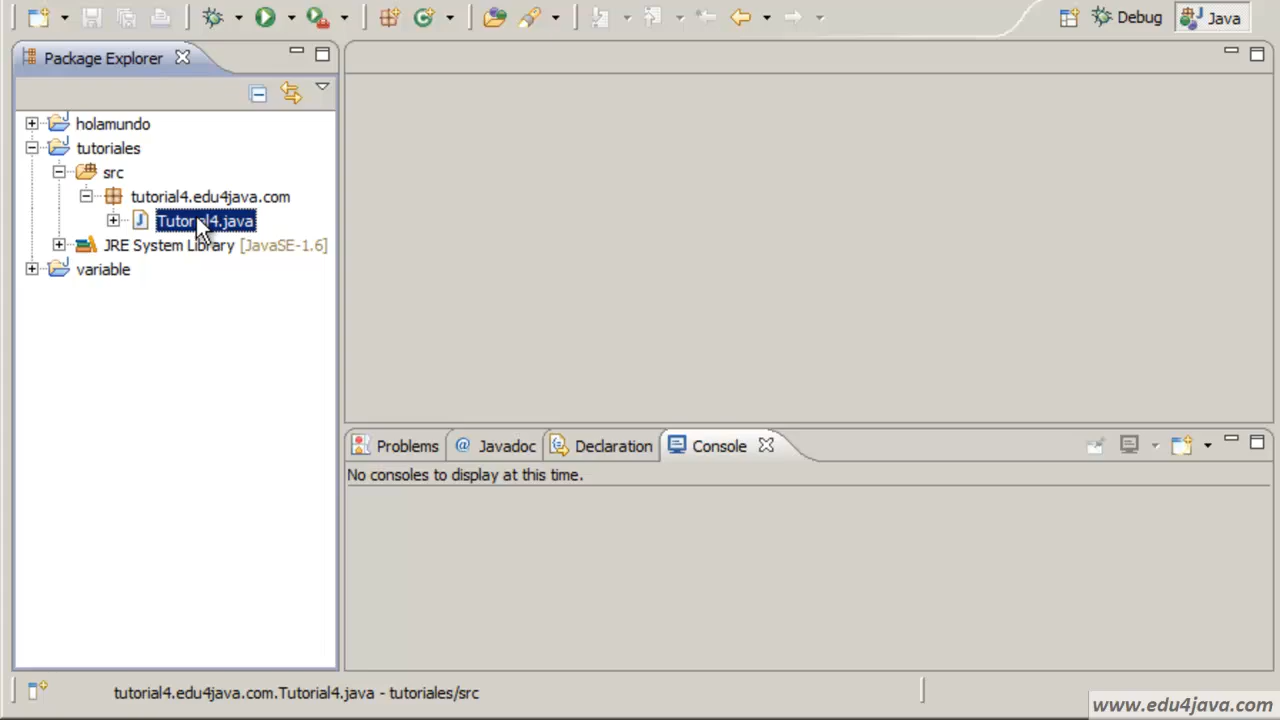 Debug
Java
Package Explorer
holamundo
tutoriales
src
tutorial4.edu4java.com
Tutorial4.java
JRE System Library [JavaSE-1.6]
variable
Problems
@ Javadoc
Declaration
Console
No consoles to display at this time.
tutorial4.edu4java.com.Tutorial4.java - tutoriales/src
www.edu4java.com